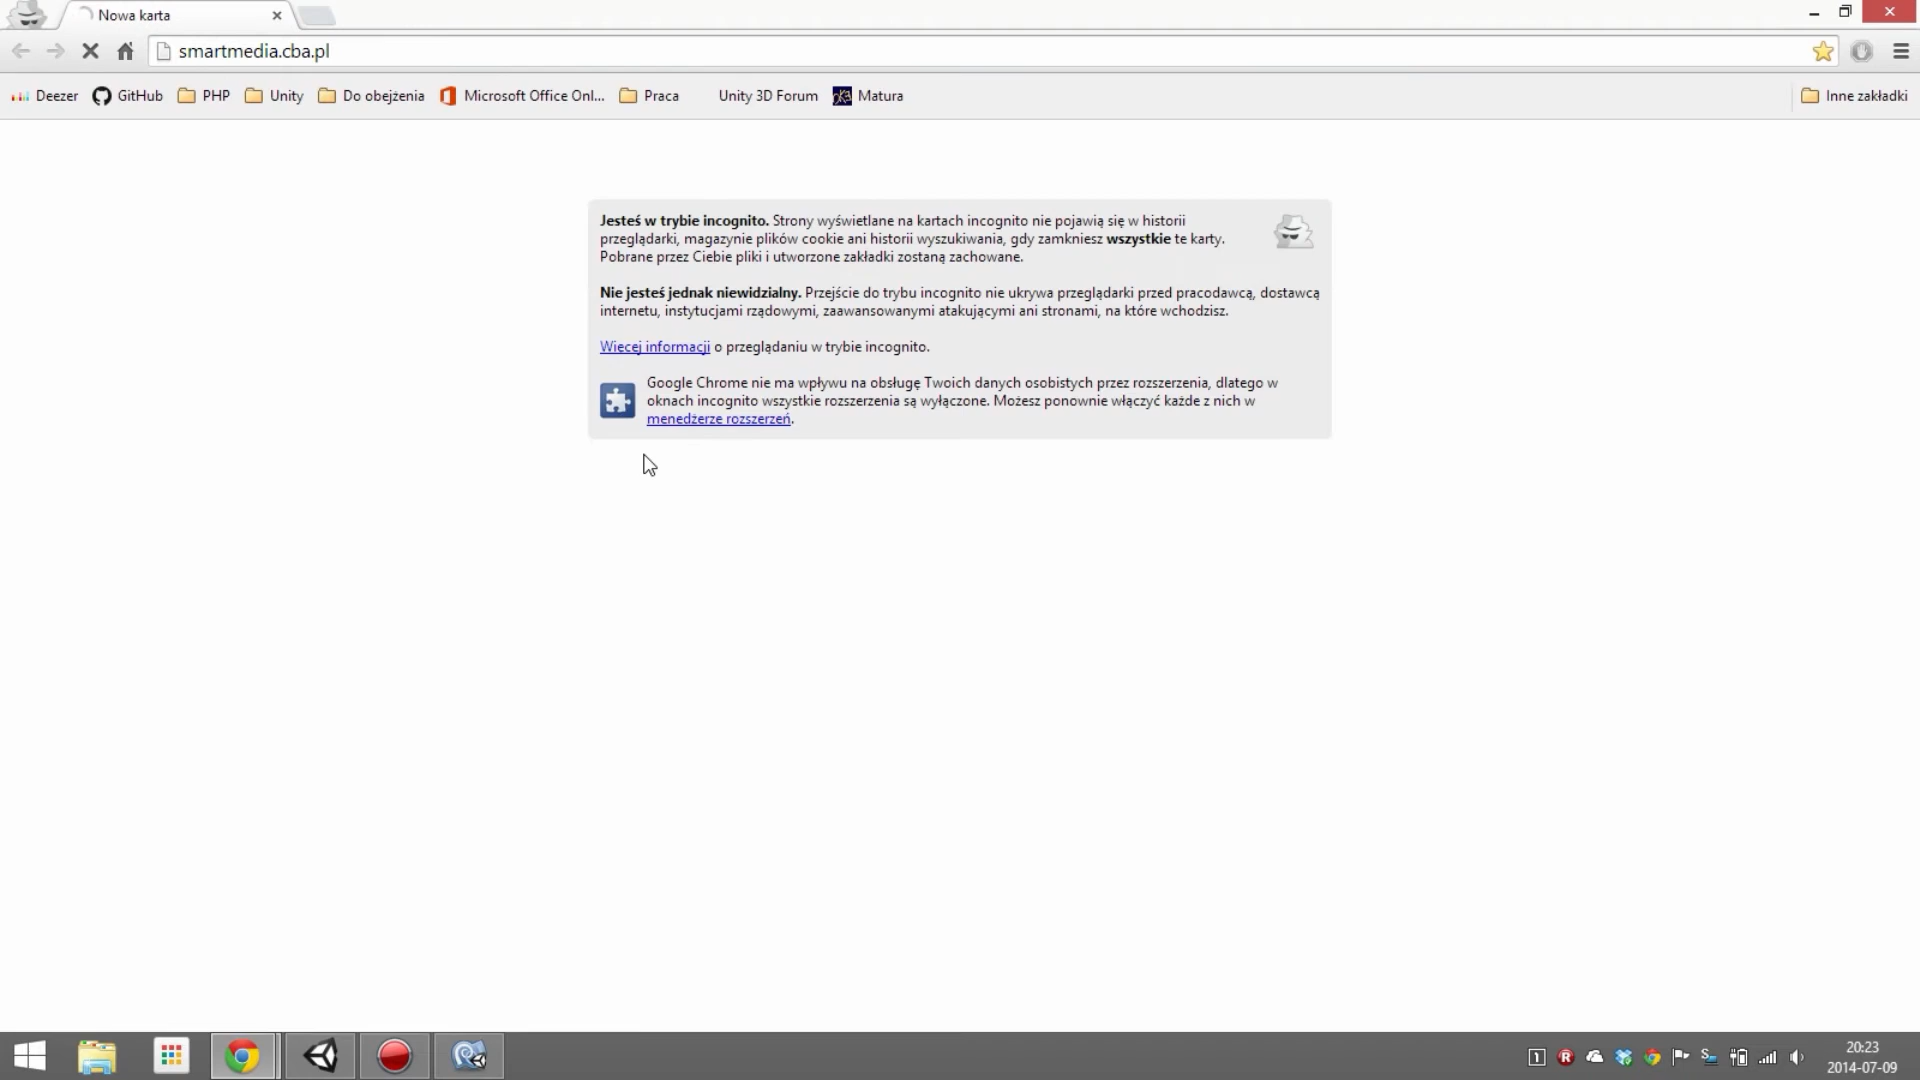 Nowa karta
smartmedia.cba.pl
Deezer GitHub PHP Unity Do obejżenia Microsoft Office Onl... Praca Unity 3D Forum Matura Inne zakładki
Jesteś w trybie incognito. Strony wyświetlane na kartach incognito nie pojawią się w historii
przeglądarki, magazynie plików cookie ani historii wyszukiwania, gdy zamkniesz wszystkie te karty.
Pobrane przez Ciebie pliki i utworzone zakładki zostaną zachowane.
Nie jesteś jednak niewidzialny. Przejście do trybu incognito nie ukrywa przeglądarki przed pracodawcą, dostawcą
internetu, instytucjami rządowymi, zaawansowanymi atakującymi ani stronami, na które wchodzisz.
Więcej informacji o przeglądaniu w trybie incognito.
Google Chrome nie ma wpływu na obsługę Twoich danych osobistych przez rozszerzenia, dlatego w
oknach incognito wszystkie rozszerzenia są wyłączone. Możesz ponownie włączyć każde z nich w
menedżerze rozszerzeń.
20:23
2014-07-09